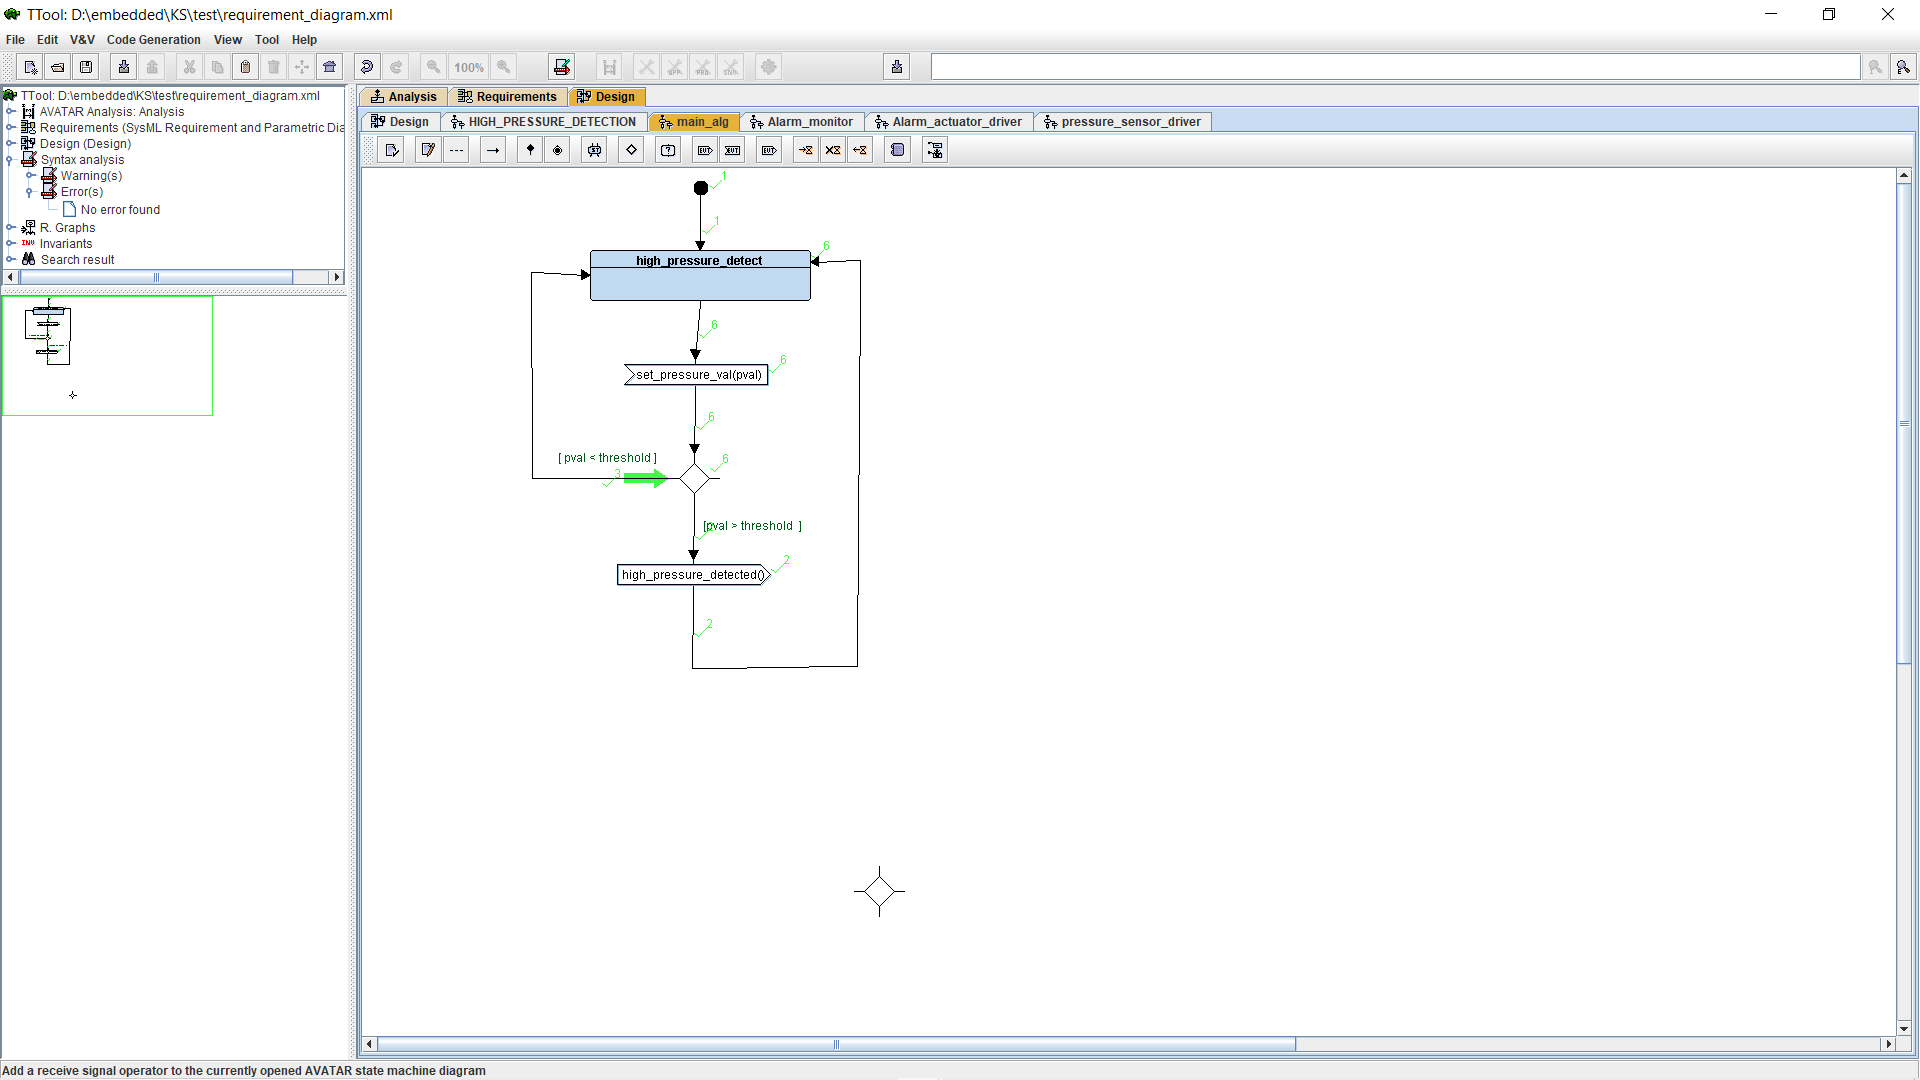 TTool: D:\embedded\KS\test\requirement_diagram.xml
File Edit V&V Code Generation View Tool Help
100%
TTool: D:\embedded\KS\test\requirement_diagram.xml
AVATAR Analysis: Analysis
Requirements (SysML Requirement and Parametric Dia
Design (Design)
Syntax analysis
Warning(s)
Error(s)
No error found
R. Graphs
INV Invariants
Search result
Analysis Requirements Design
Design HIGH_PRESSURE_DETECTION main_alg Alarm_monitor Alarm_actuator_driver pressure_sensor_driver
1
1
6
high_pressure_detect
6
6
set_pressure_val(pval)
6
[ pval < threshold ]
6
3
[pval > threshold ]
2
high_pressure_detected()
2
Add a receive signal operator to the currently opened AVATAR state machine diagram